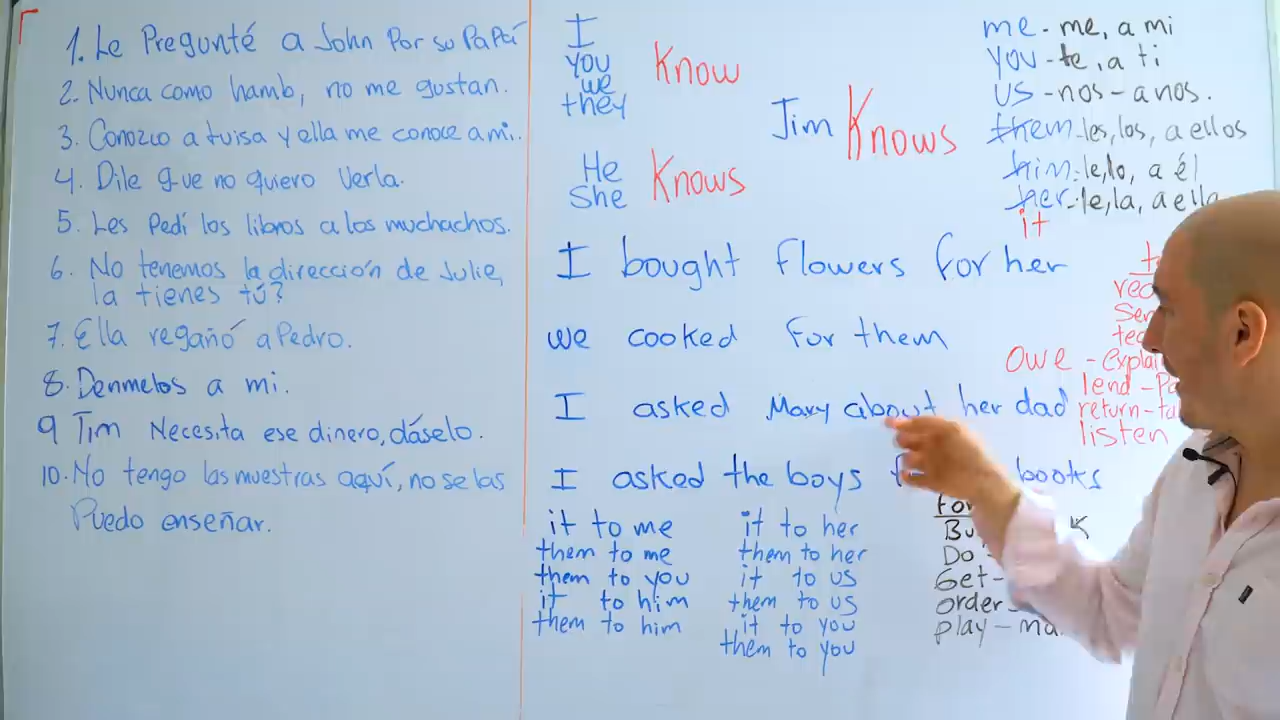 1. Le Pregunté a John Por su PaPá
2. Nunca como hamb, no me gustan.
3. Conozco a Luisa y ella me conoce a mi.
4. Dile que no quiero Verla.
5. Les Pedí los libros a los muchachos.
6. No tenemos la dirección de Julie,
la tienes tú?
7. Ella regañó a Pedro.
8. Denmelos a mi.
9 Tim Necesita ese dinero, dáselo.
10. No tengo las muestras aquí, no se las
Puedo enseñar.
I
you
we
they
Know
He
She
Knows
Jim Knows
me - me, a mi
you - te, a ti
us - nos - a nos.
them - les, los, a ellos
him - le, lo, a él
her - le, la, a ella
it
I bought flowers for her
we cooked for them
I asked Mary about her dad
I asked the boys books
it to me
them to me
them to you
it to him
them to him
it to her
them to her
it to us
them to us
it to you
them to you
owe - explai
lend
return
listen
Do
Get -
order -
play - ma